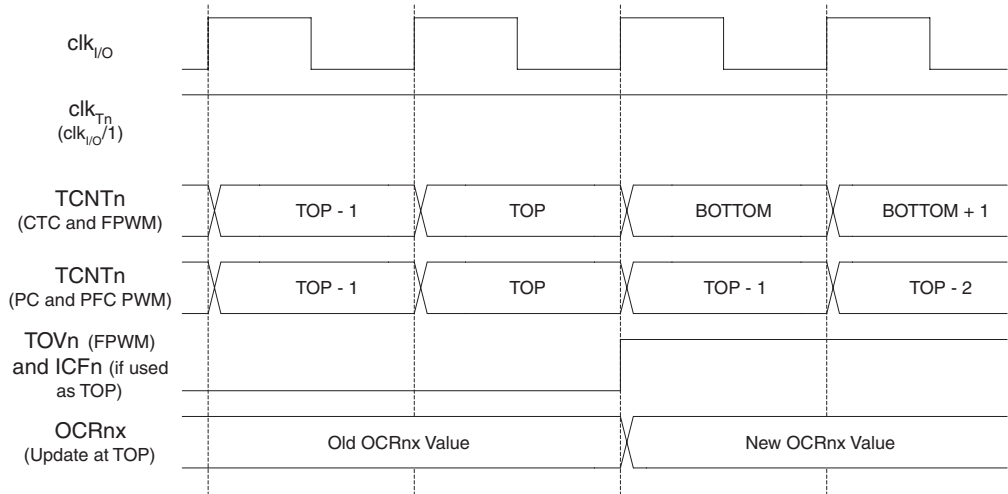 clkI/O
clkTn
(clkI/O/1)
TCNTn
(CTC and FPWM)
TOP - 1
TOP
BOTTOM
BOTTOM + 1
TCNTn
(PC and PFC PWM)
TOP - 1
TOP
TOP - 1
TOP - 2
TOVn (FPWM)
and ICFn (if used
as TOP)
OCRnx
(Update at TOP)
Old OCRnx Value
New OCRnx Value